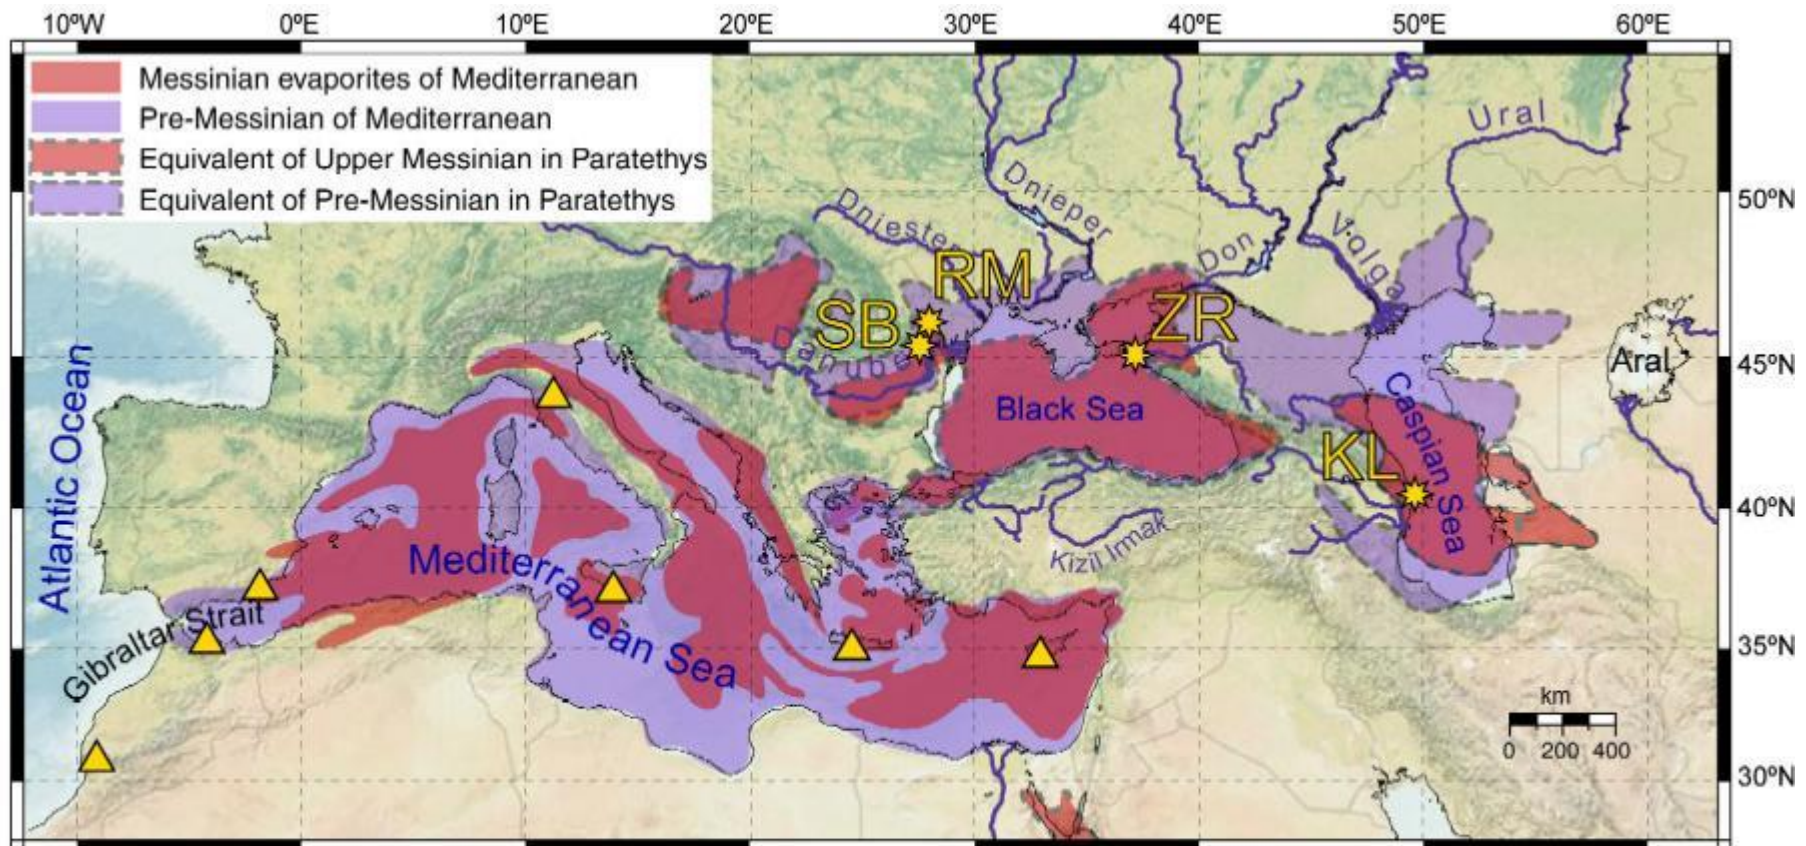 10ºW 0ºE 10ºE 20ºE 30ºE 40ºE 50ºE 60ºE
Messinian evaporites of Mediterranean
Pre-Messinian of Mediterranean
Equivalent of Upper Messinian in Paratethys
Equivalent of Pre-Messinian in Paratethys
Ural
Dnieper
50ºN
Dniester
Don
Volga
RM
SB
ZR
Danube
45ºN
Aral
Black Sea
Caspian Sea
KL
Atlantic Ocean
40ºN
Kizil Irmak
Mediterranean Sea
Gibraltar Strait
35ºN
km
0 200 400
30ºN